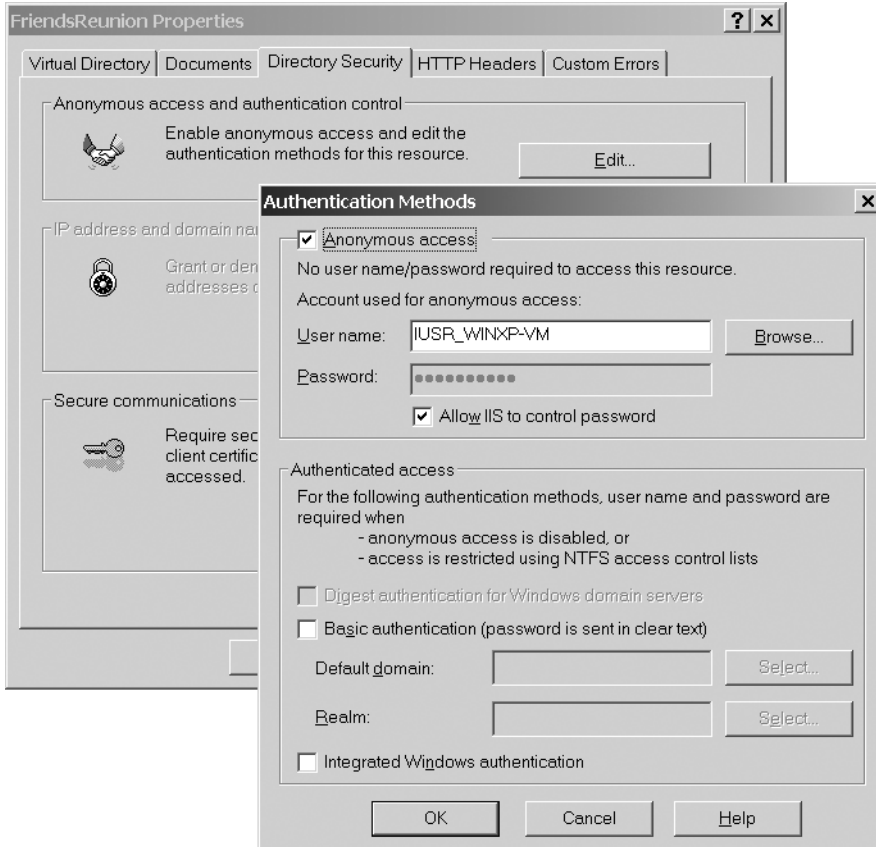 FriendsReunion Properties
Virtual Directory Documents Directory Security HTTP Headers Custom Errors
Anonymous access and authentication control
Enable anonymous access and edit the
authentication methods for this resource.
Edit...
IP address and domain
Grant or
addresses
Secure communications
Require
client
accessed.
Authentication Methods
Anonymous access
No user name/password required to access this resource.
Account used for anonymous access:
User name: IUSR_WINXP-VM Browse...
Password:
Allow IIS to control password
Authenticated access
For the following authentication methods, user name and password are
required when
- anonymous access is disabled, or
- access is restricted using NTFS access control lists
Digest authentication for Windows domain servers
Basic authentication (password is sent in clear text)
Default domain: Select...
Realm: Select...
Integrated Windows authentication
OK Cancel Help